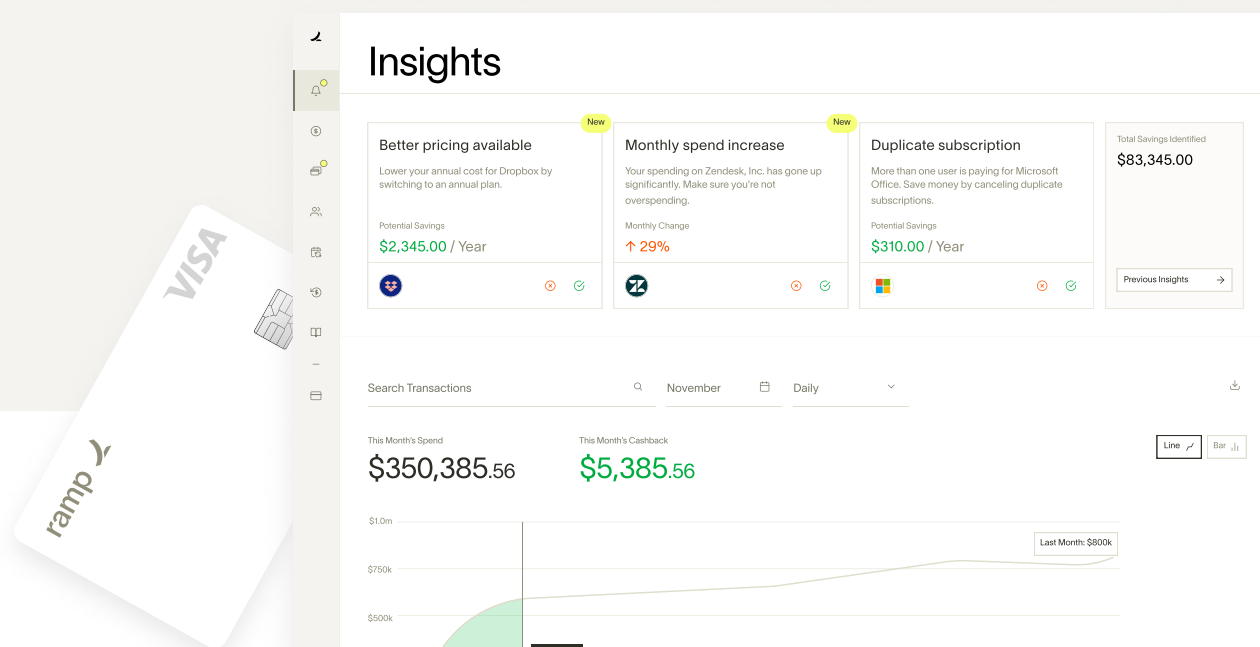 Insights
New
Better pricing available
Lower your annual cost for Dropbox by
switching to an annual plan.
Potential Savings
$2,345.00 / Year
New
Monthly spend increase
Your spending on Zendesk, Inc. has gone up
significantly. Make sure you're not
overspending.
Monthly Change
↑ 29%
Duplicate subscription
More than one user is paying for Microsoft
Office. Save money by canceling duplicate
subscriptions.
Potential Savings
$310.00 / Year
Total Savings Identified
$83,345.00
Previous Insights
VISA
ramp
Search Transactions
November
Daily
This Month's Spend
$350,385.56
This Month's Cashback
$5,385.56
Line
Bar
$1.0m
Last Month: $800k
$750k
$500k